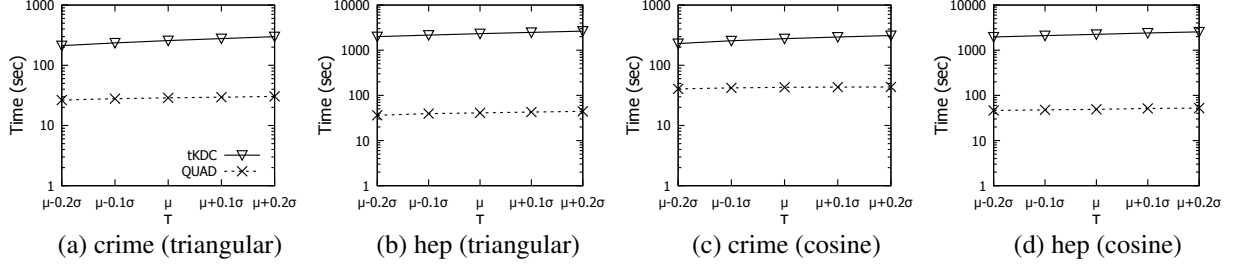 1000
100
10
1
Time (sec)
tKDC
QUAD
μ-0.2σ μ-0.1σ μ μ+0.1σ μ+0.2σ
τ
(a) crime (triangular)
10000
1000
100
10
1
Time (sec)
μ-0.2σ μ-0.1σ μ μ+0.1σ μ+0.2σ
τ
(b) hep (triangular)
1000
100
10
1
Time (sec)
μ-0.2σ μ-0.1σ μ μ+0.1σ μ+0.2σ
τ
(c) crime (cosine)
10000
1000
100
10
1
Time (sec)
μ-0.2σ μ-0.1σ μ μ+0.1σ μ+0.2σ
τ
(d) hep (cosine)